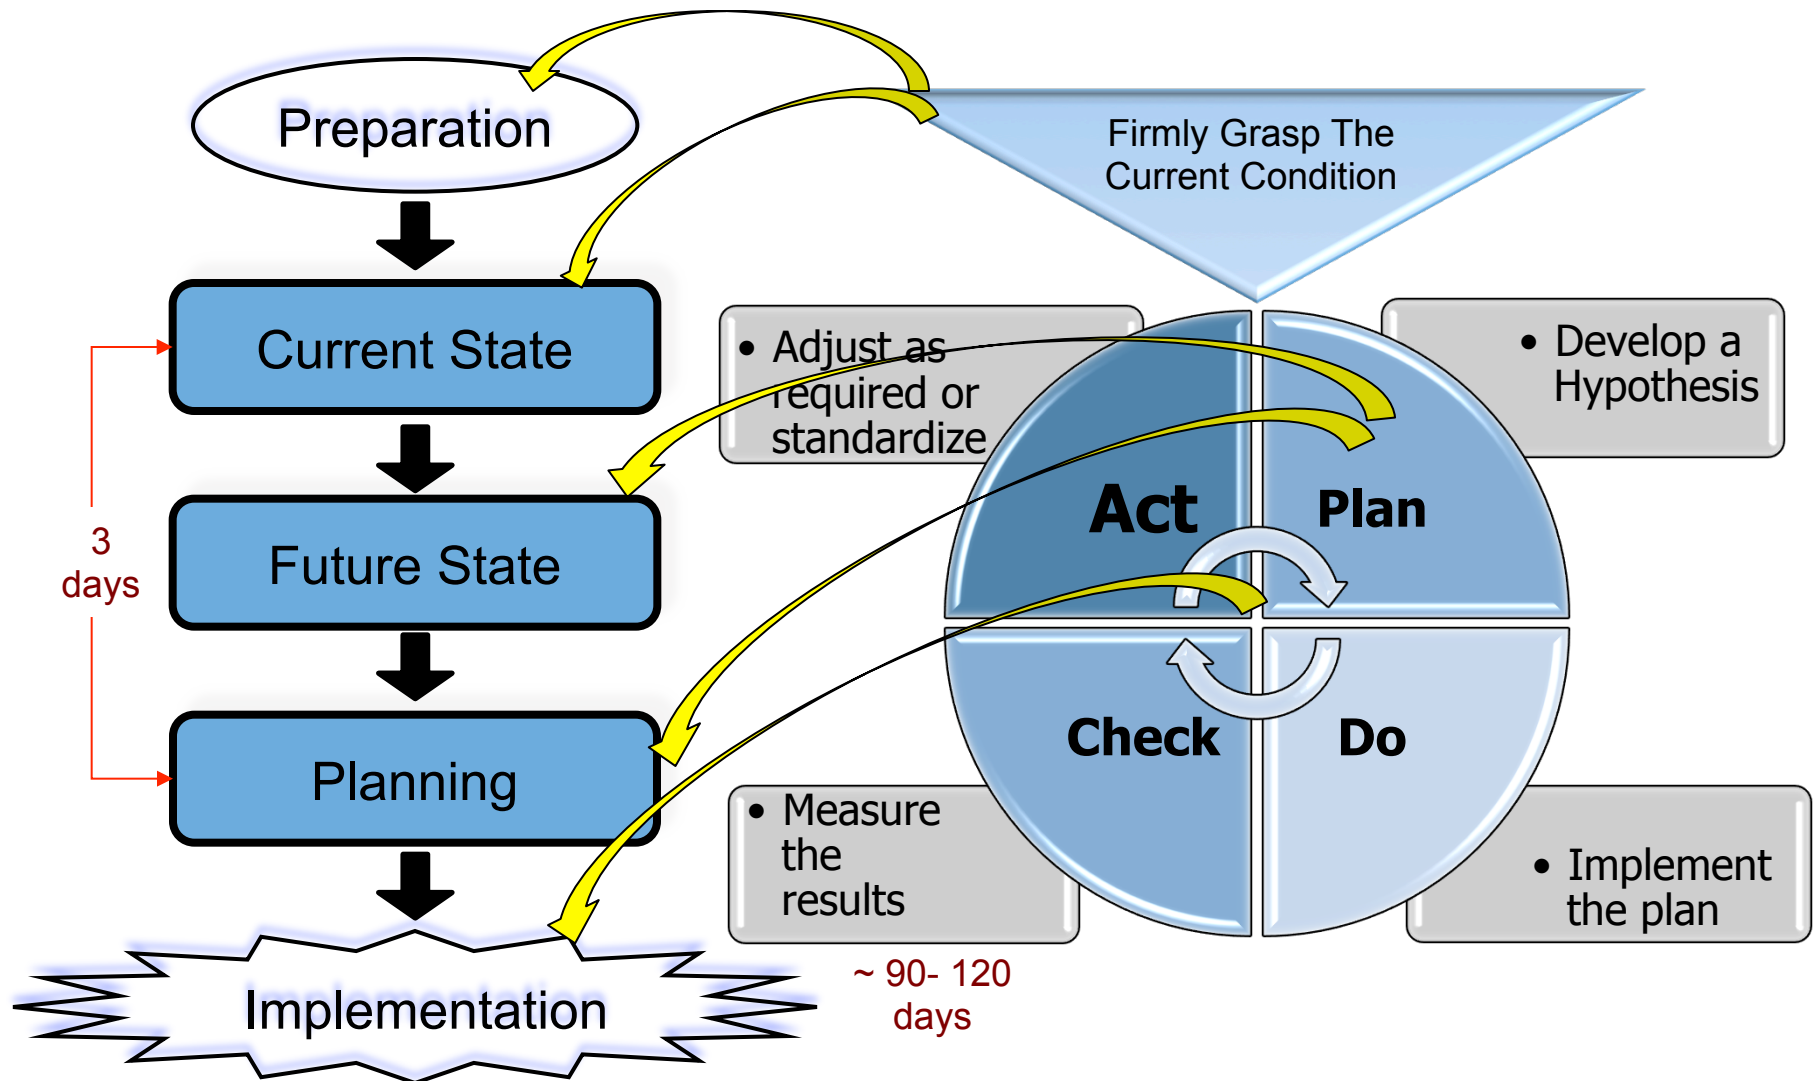 Preparation
Current State
Future State
Planning
Implementation
3
days
Firmly Grasp The
Current Condition
• Adjust as
required or
standardize
• Develop a
Hypothesis
Act
Plan
Check
Do
• Measure
the
results
• Implement
the plan
~ 90- 120
days